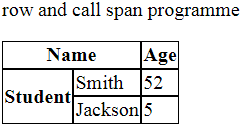 row and call span programme
Name Age
Student Smith 52
Jackson 5